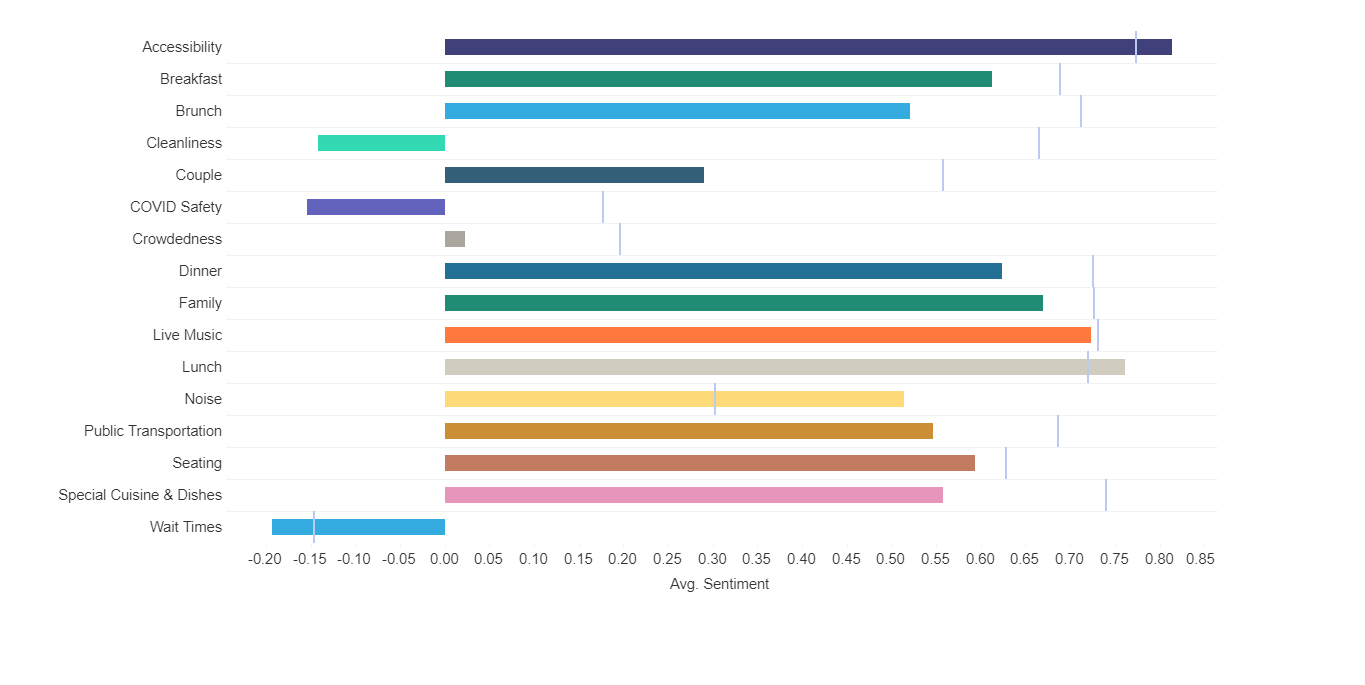 Accessibility
Breakfast
Brunch
Cleanliness
Couple
COVID Safety
Crowdedness
Dinner
Family
Live Music
Lunch
Noise
Public Transportation
Seating
Special Cuisine & Dishes
Wait Times
-0.20 -0.15 -0.10 -0.05 0.00 0.05 0.10 0.15 0.20 0.25 0.30 0.35 0.40 0.45 0.50 0.55 0.60 0.65 0.70 0.75 0.80 0.85
Avg. Sentiment